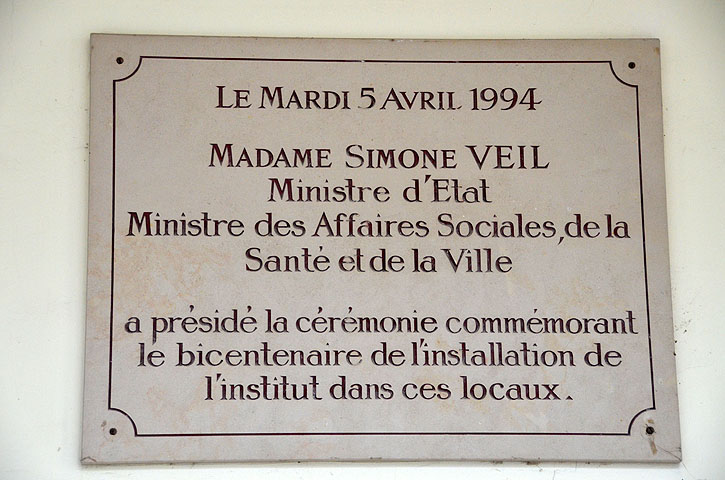 Le Mardi 5 Avril 1994
Madame Simone VEIL
Ministre d'Etat
Ministre des Affaires Sociales, de la
Santé et de la Ville
a présidé la cérémonie commémorant
le bicentenaire de l'installation de
l'institut dans ces locaux.